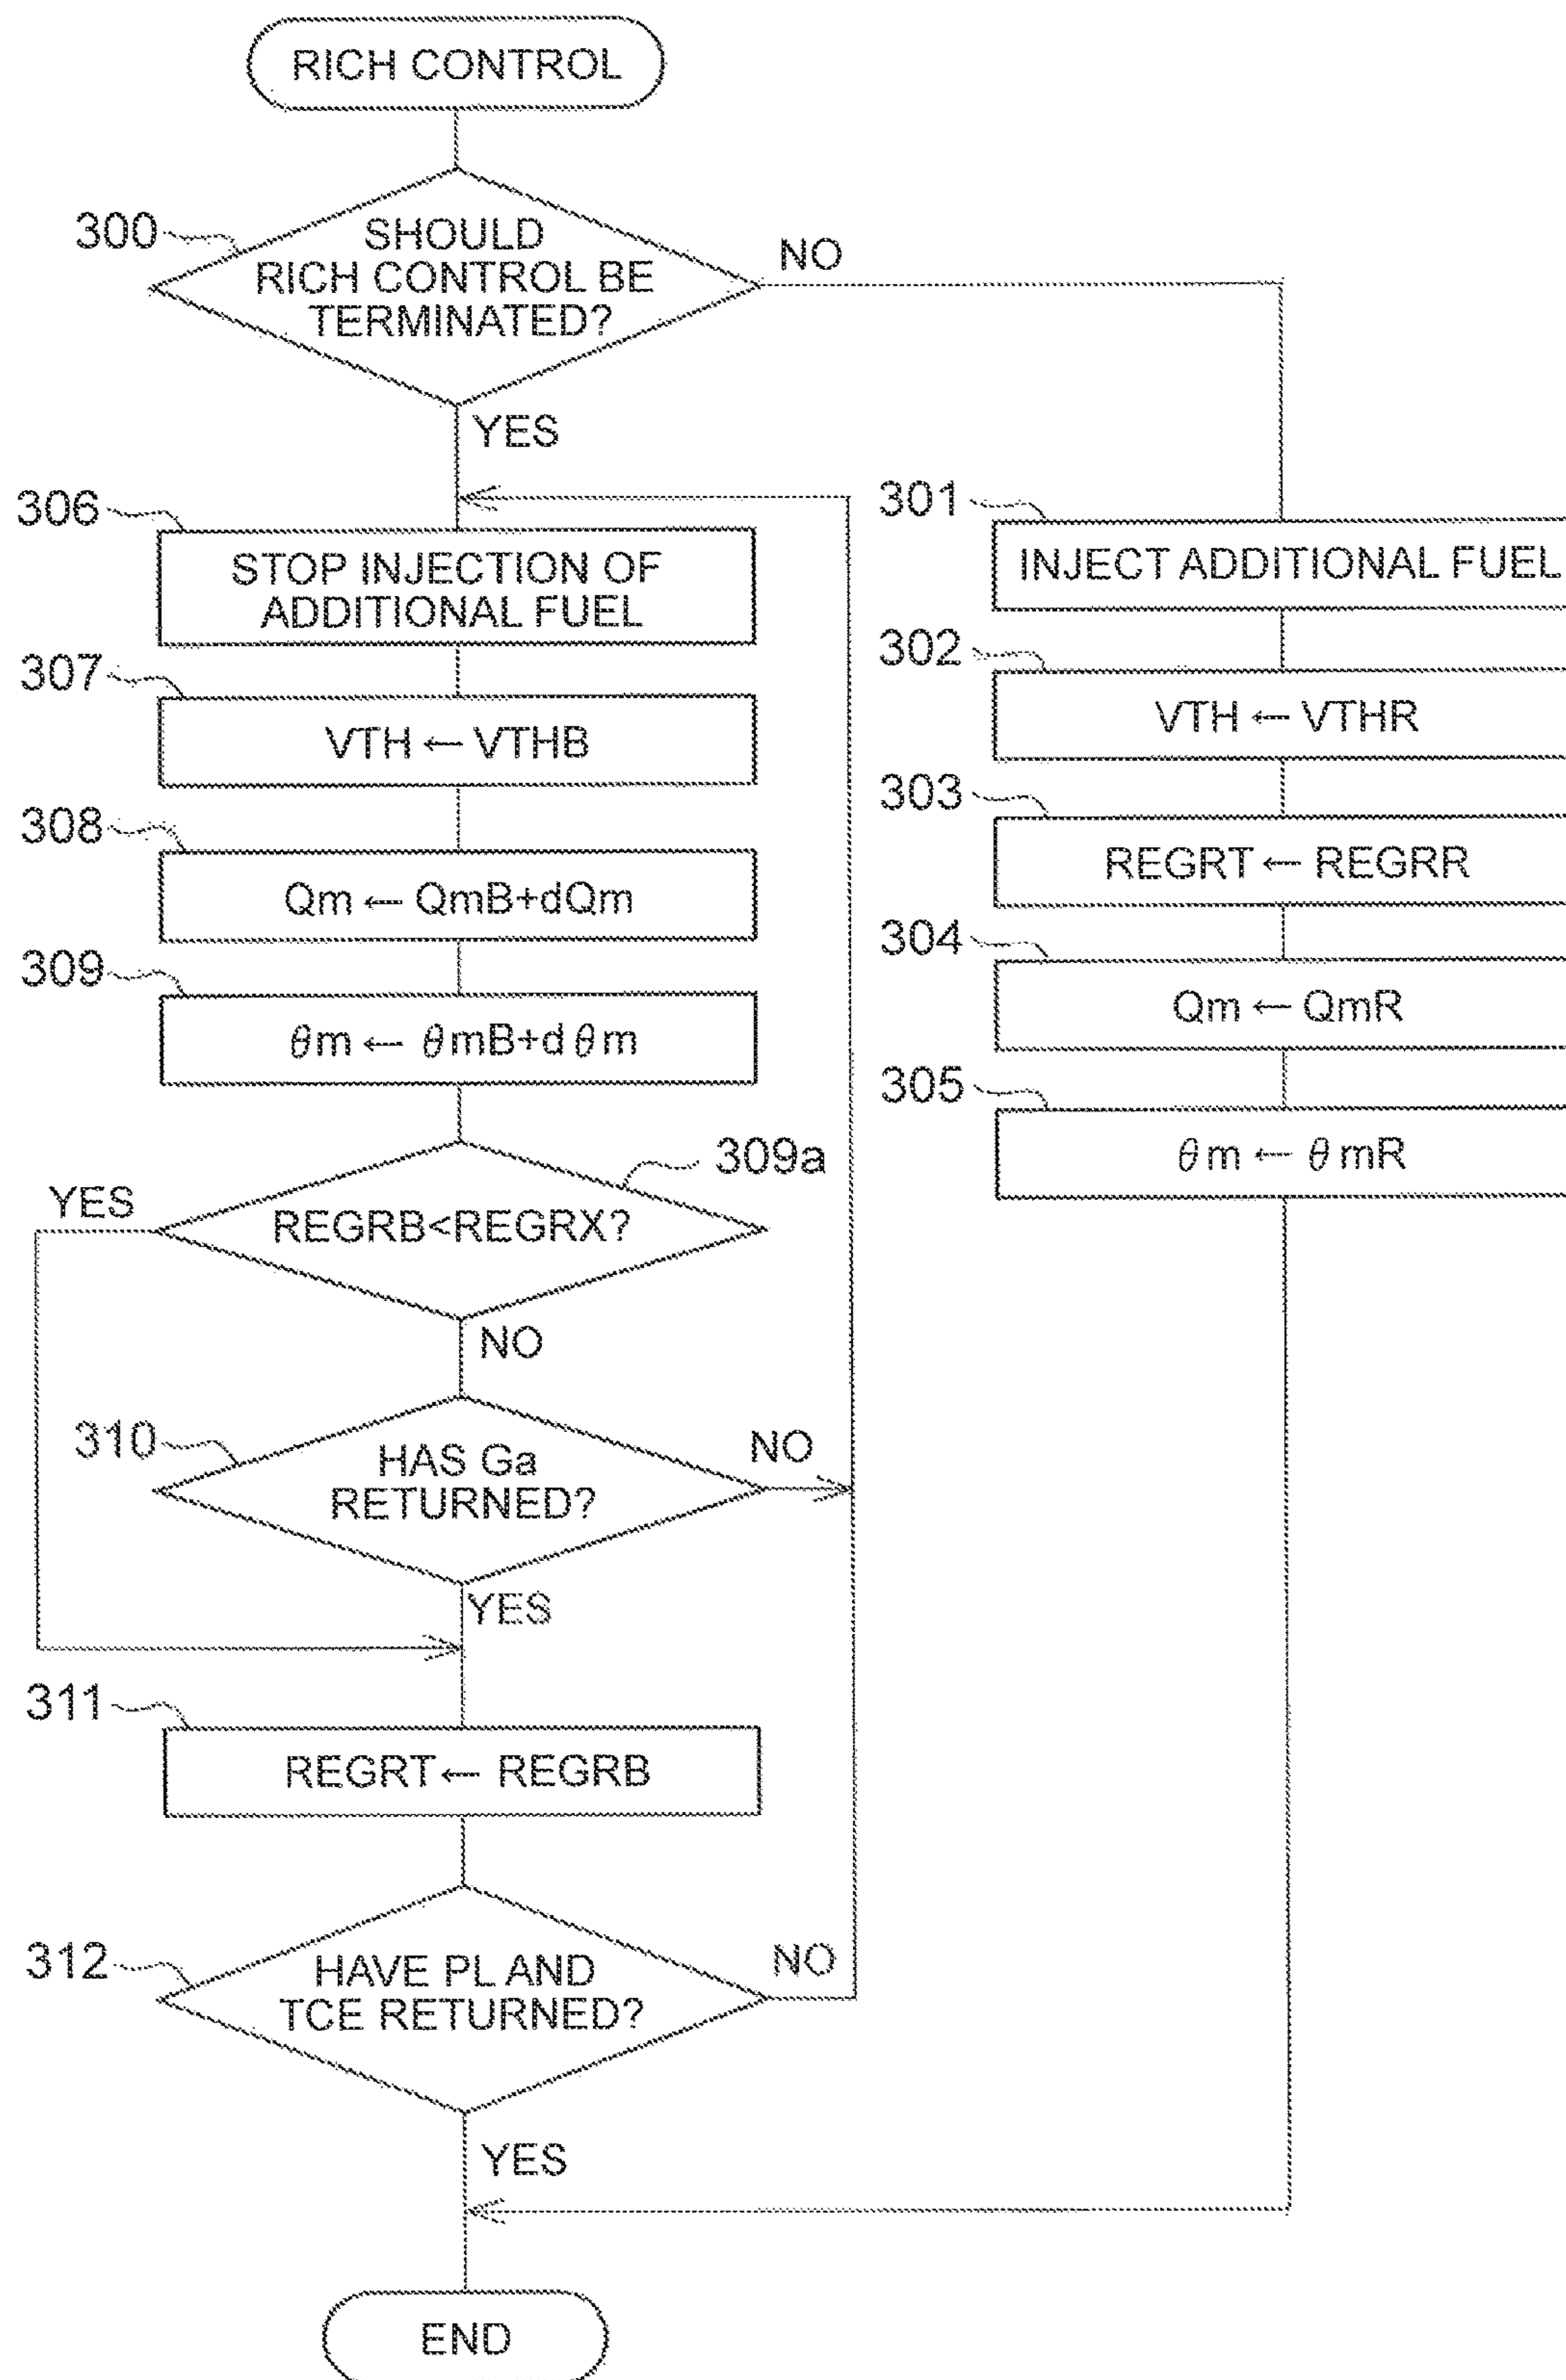 RICH CONTROL
300
SHOULD
RICH CONTROL BE
TERMINATED?
NO
YES
306
STOP INJECTION OF
ADDITIONAL FUEL
307
VTH ← VTHB
308
Qm ← QmB+dQm
309
θm ← θmB+d θm
309a
YES
REGRB<REGRX?
NO
310
HAS Ga
RETURNED?
NO
YES
311
REGRT ← REGRB
312
HAVE PL AND
TCE RETURNED?
NO
YES
END
301
INJECT ADDITIONAL FUEL
302
VTH ← VTHR
303
REGRT ← REGRR
304
Qm ← QmR
305
θm ← θmR